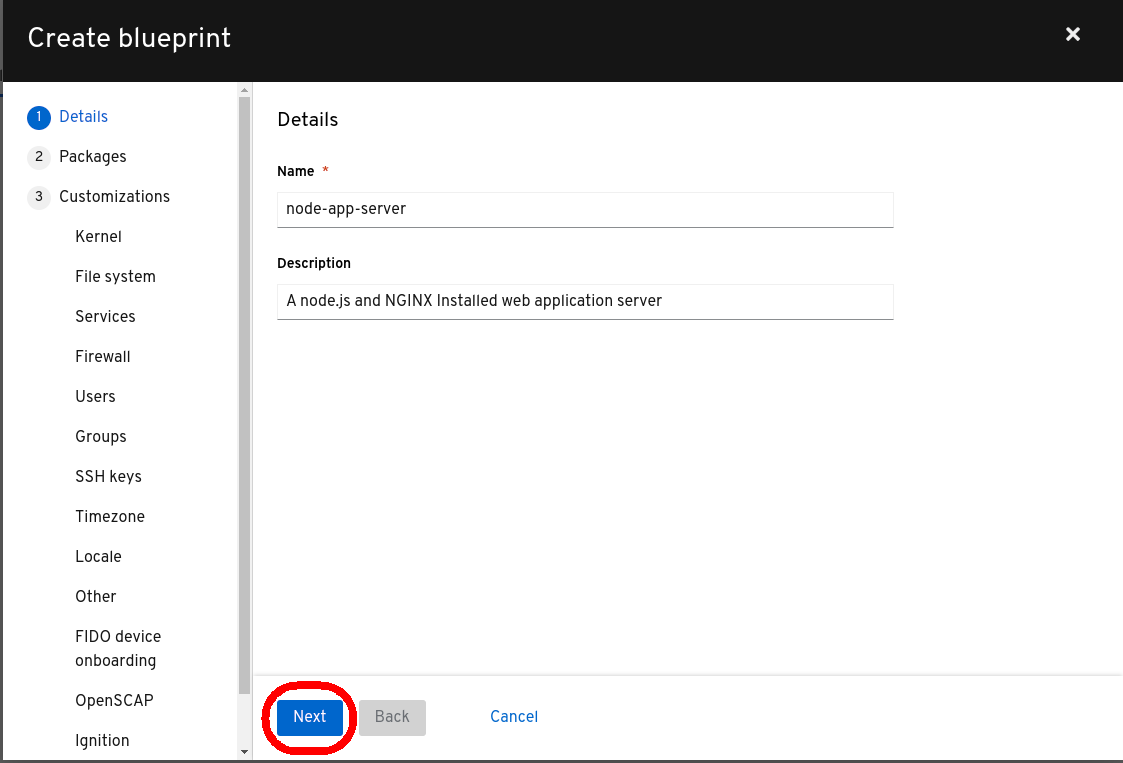 Create blueprint
1 Details
2 Packages
3 Customizations
Kernel
File system
Services
Firewall
Users
Groups
SSH keys
Timezone
Locale
Other
FIDO device
onboarding
OpenSCAP
Ignition
Details
Name *
node-app-server
Description
A node.js and NGINX Installed web application server
Next Back Cancel